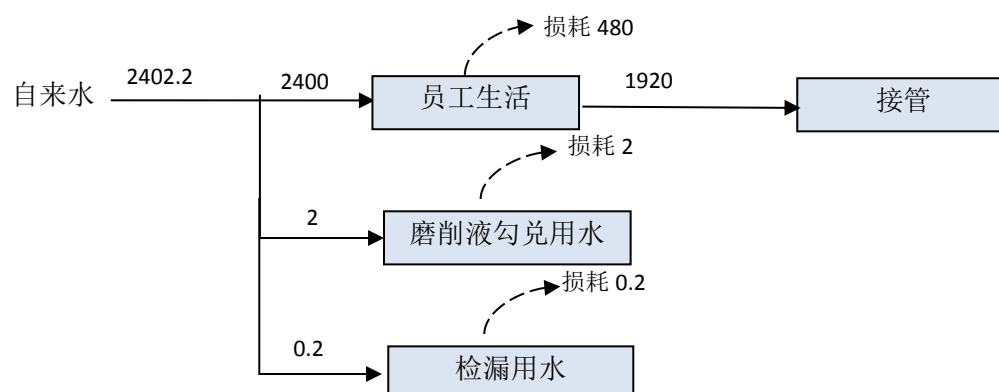 损耗 480
自来水
2402.2
2400
员工生活
1920
接管
损耗 2
2
磨削液勾兑用水
损耗 0.2
0.2
检漏用水